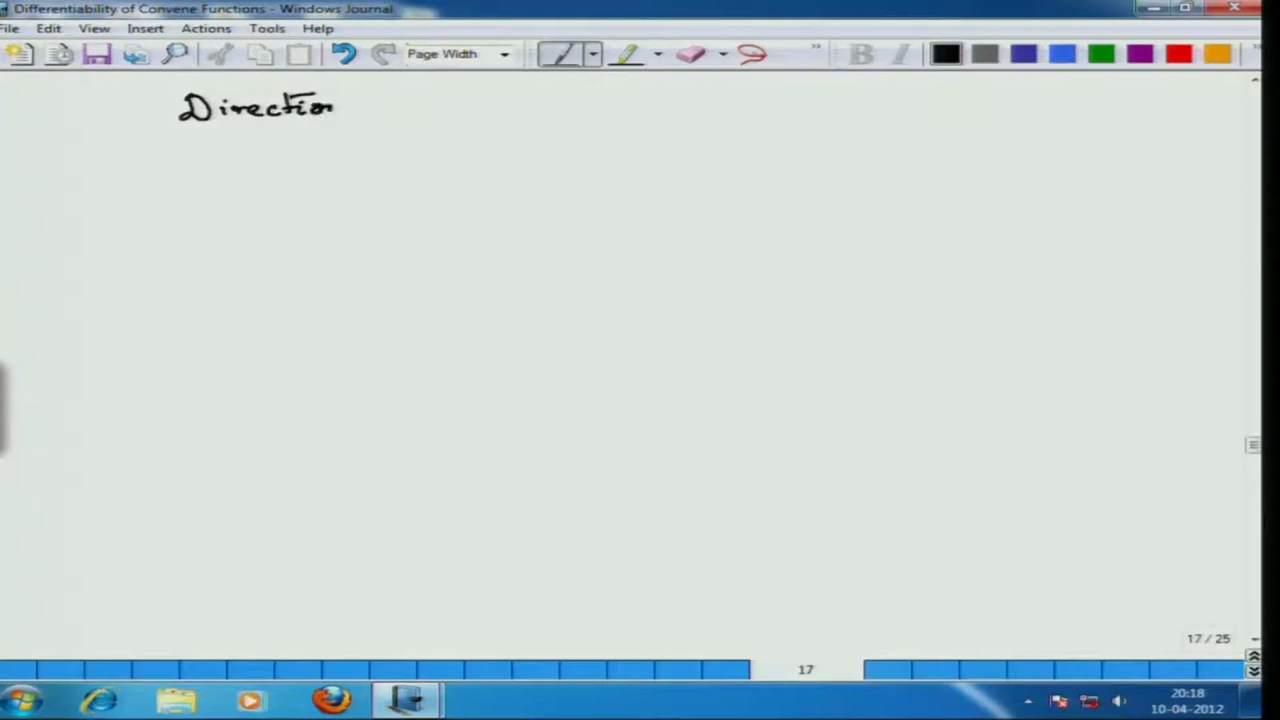 Differentiability of Convene Functions - Windows Journal
File Edit View Insert Actions Tools Help
Page Width B I
Direction
17 / 25
17
20:18
10-04-2012